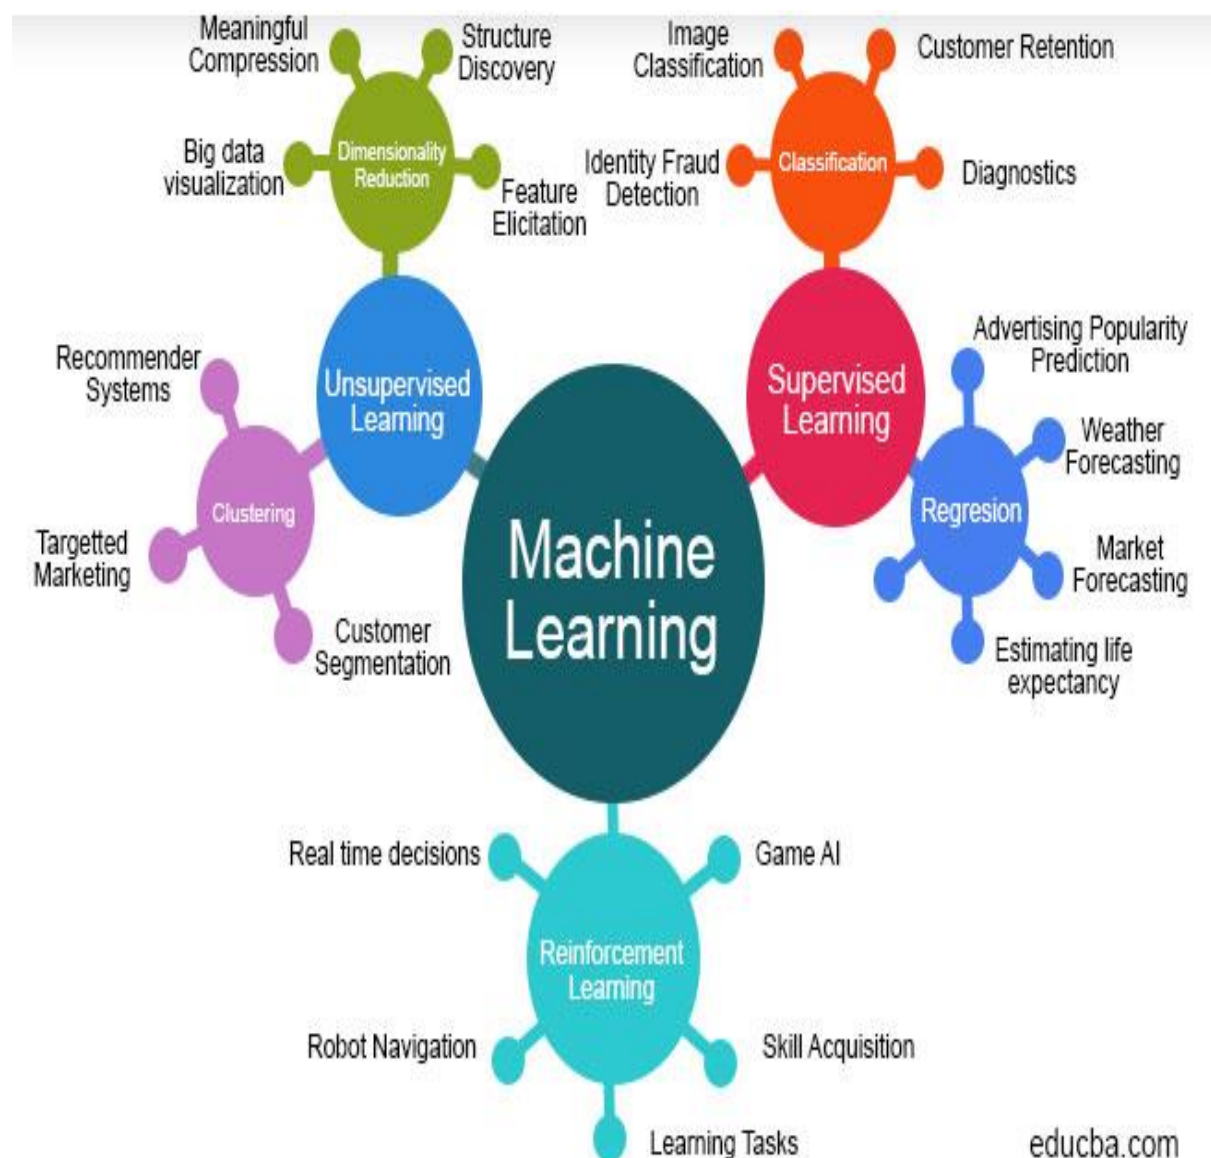 Meaningful
Compression
Structure
Discovery
Big data
visualization
Dimensionality
Reduction
Feature
Elicitation
Image
Classification
Customer Retention
Identity Fraud
Detection
Classification
Diagnostics
Recommender
Systems
Unsupervised
Learning
Clustering
Targetted
Marketing
Customer
Segmentation
Supervised
Learning
Advertising Popularity
Prediction
Weather
Forecasting
Regresion
Market
Forecasting
Estimating life
expectancy
Machine
Learning
Real time decisions
Game AI
Reinforcement
Learning
Robot Navigation
Skill Acquisition
Learning Tasks
educba.com